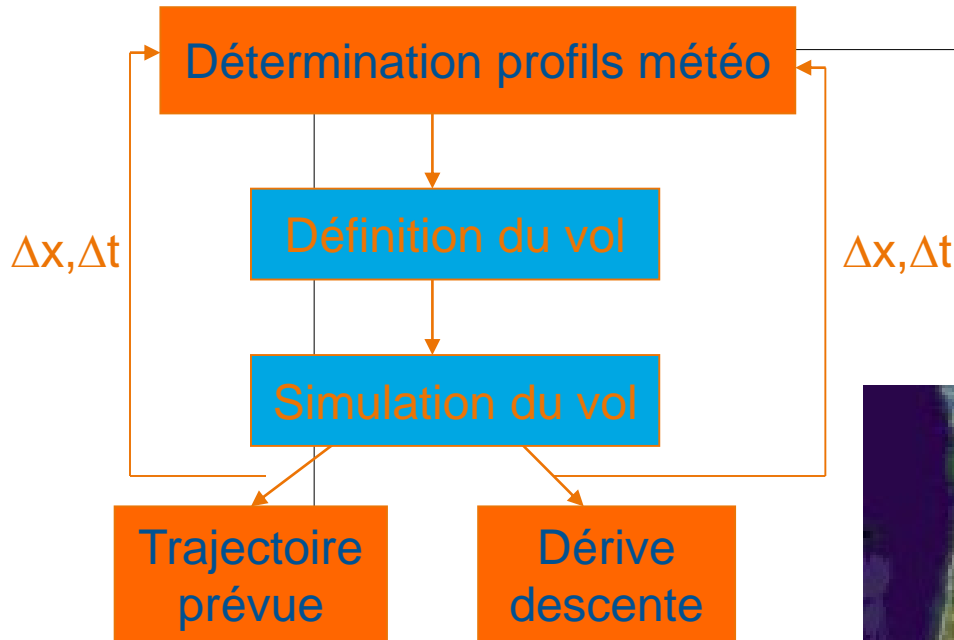 Détermination profils météo
Définition du vol
Δx,Δt
Δx,Δt
Simulation du vol
Trajectoire
prévue
Dérive
descente